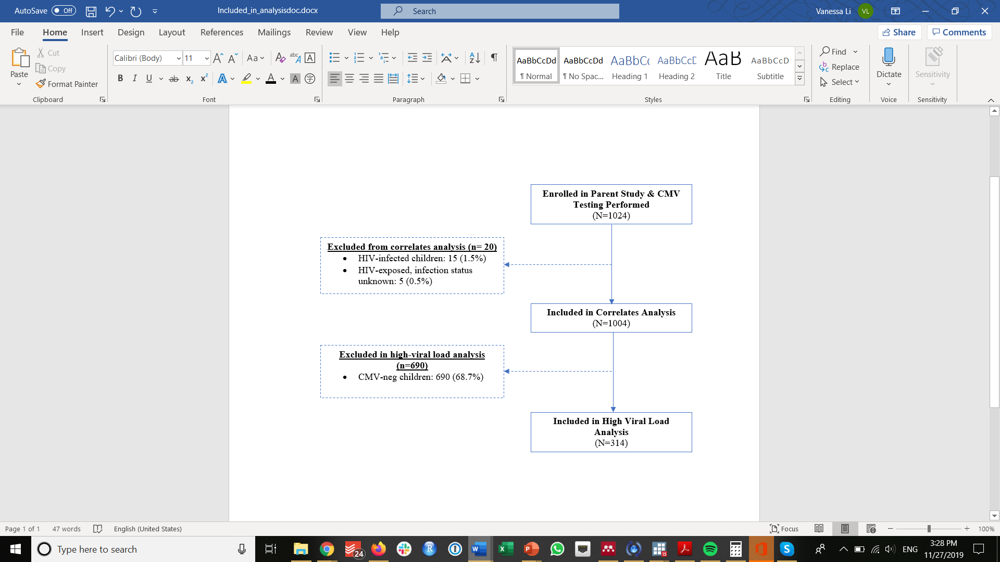 AutoSave Off
Included_in_analysisdoc.docx
Search
Vanessa Li VL
File Home Insert Design Layout References Mailings Review View Help
Share Comments
Paste
Cut
Copy
Format Painter
Clipboard
Calibri (Body) 11
Font
Paragraph
AaBbCcDd AaBbCcDd AaBbCc AaBbCcD AaB AaBbCcD
¶ Normal ¶ No Spac... Heading 1 Heading 2 Title Subtitle
Styles
Find
Replace
Select
Editing
Dictate
Voice
Sensitivity
Sensitivity
Enrolled in Parent Study & CMV
Testing Performed
(N=1024)
Excluded from correlates analysis (n= 20)
• HIV-infected children: 15 (1.5%)
• HIV-exposed, infection status
unknown: 5 (0.5%)
Included in Correlates Analysis
(N=1004)
Excluded in high-viral load analysis
(n=690)
• CMV-neg children: 690 (68.7%)
Included in High Viral Load
Analysis
(N=314)
Page 1 of 1 47 words English (United States)
Focus 100%
Type here to search
24
15
ENG
3:28 PM
11/27/2019